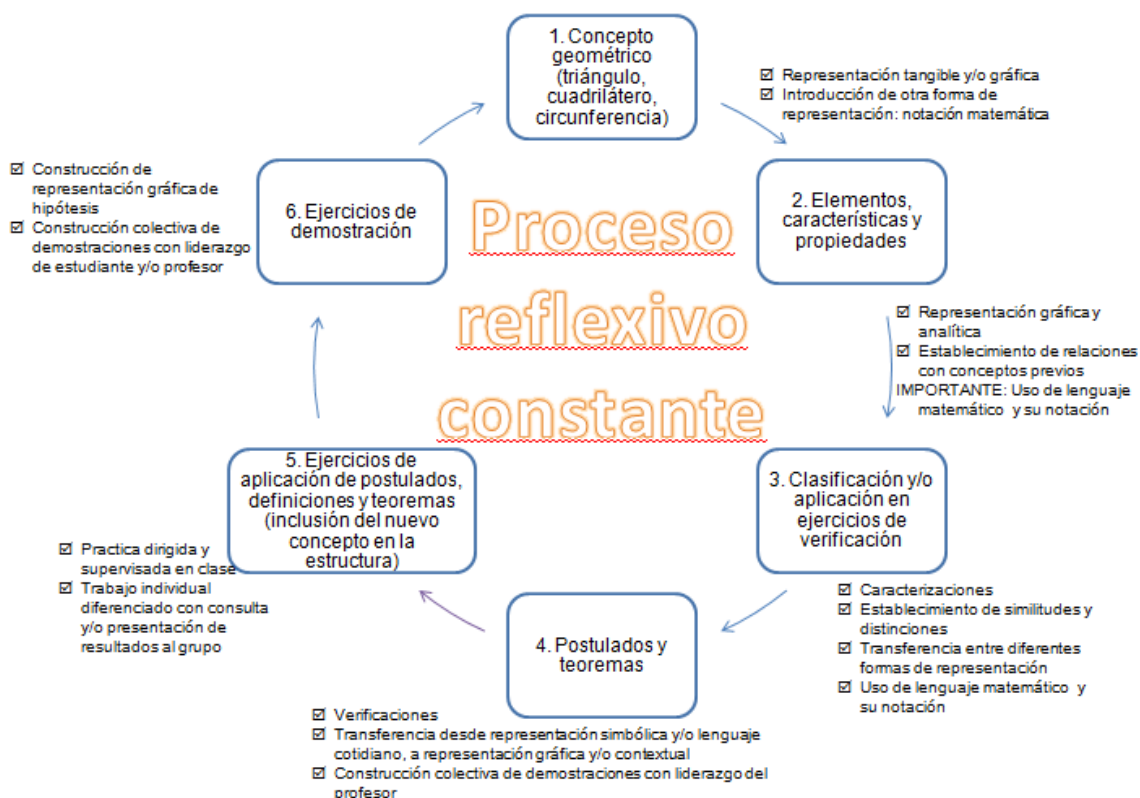 1. Concepto
geométrico
(triángulo,
cuadrilátero,
circunferencia)
☑ Representación tangible y/o gráfica
☑ Introducción de otra forma de
representación: notación matemática
2. Elementos,
características y
propiedades
☑ Representación gráfica y
analítica
☑ Establecimiento de relaciones
con conceptos previos
IMPORTANTE: Uso de lenguaje
matemático y su notación
3. Clasificación y/o
aplicación en
ejercicios de
verificación
☑ Caracterizaciones
☑ Establecimiento de similitudes y
distinciones
☑ Transferencia entre diferentes
formas de representación
☑ Uso de lenguaje matemático y
su notación
4. Postulados y
teoremas
☑ Verificaciones
☑ Transferencia desde representación simbólica y/o lenguaje
cotidiano, a representación gráfica y/o contextual
☑ Construcción colectiva de demostraciones con liderazgo del
profesor
5. Ejercicios de
aplicación de postulados,
definiciones y teoremas
(inclusión del nuevo
concepto en la
estructura)
☑ Practica dirigida y
supervisada en clase
☑ Trabajo individual
diferenciado con consulta
y/o presentación de
resultados al grupo
6. Ejercicios de
demostración
☑ Construcción de
representación gráfica de
hipótesis
☑ Construcción colectiva de
demostraciones con liderazgo
de estudiante y/o profesor
Proceso
reflexivo
constante